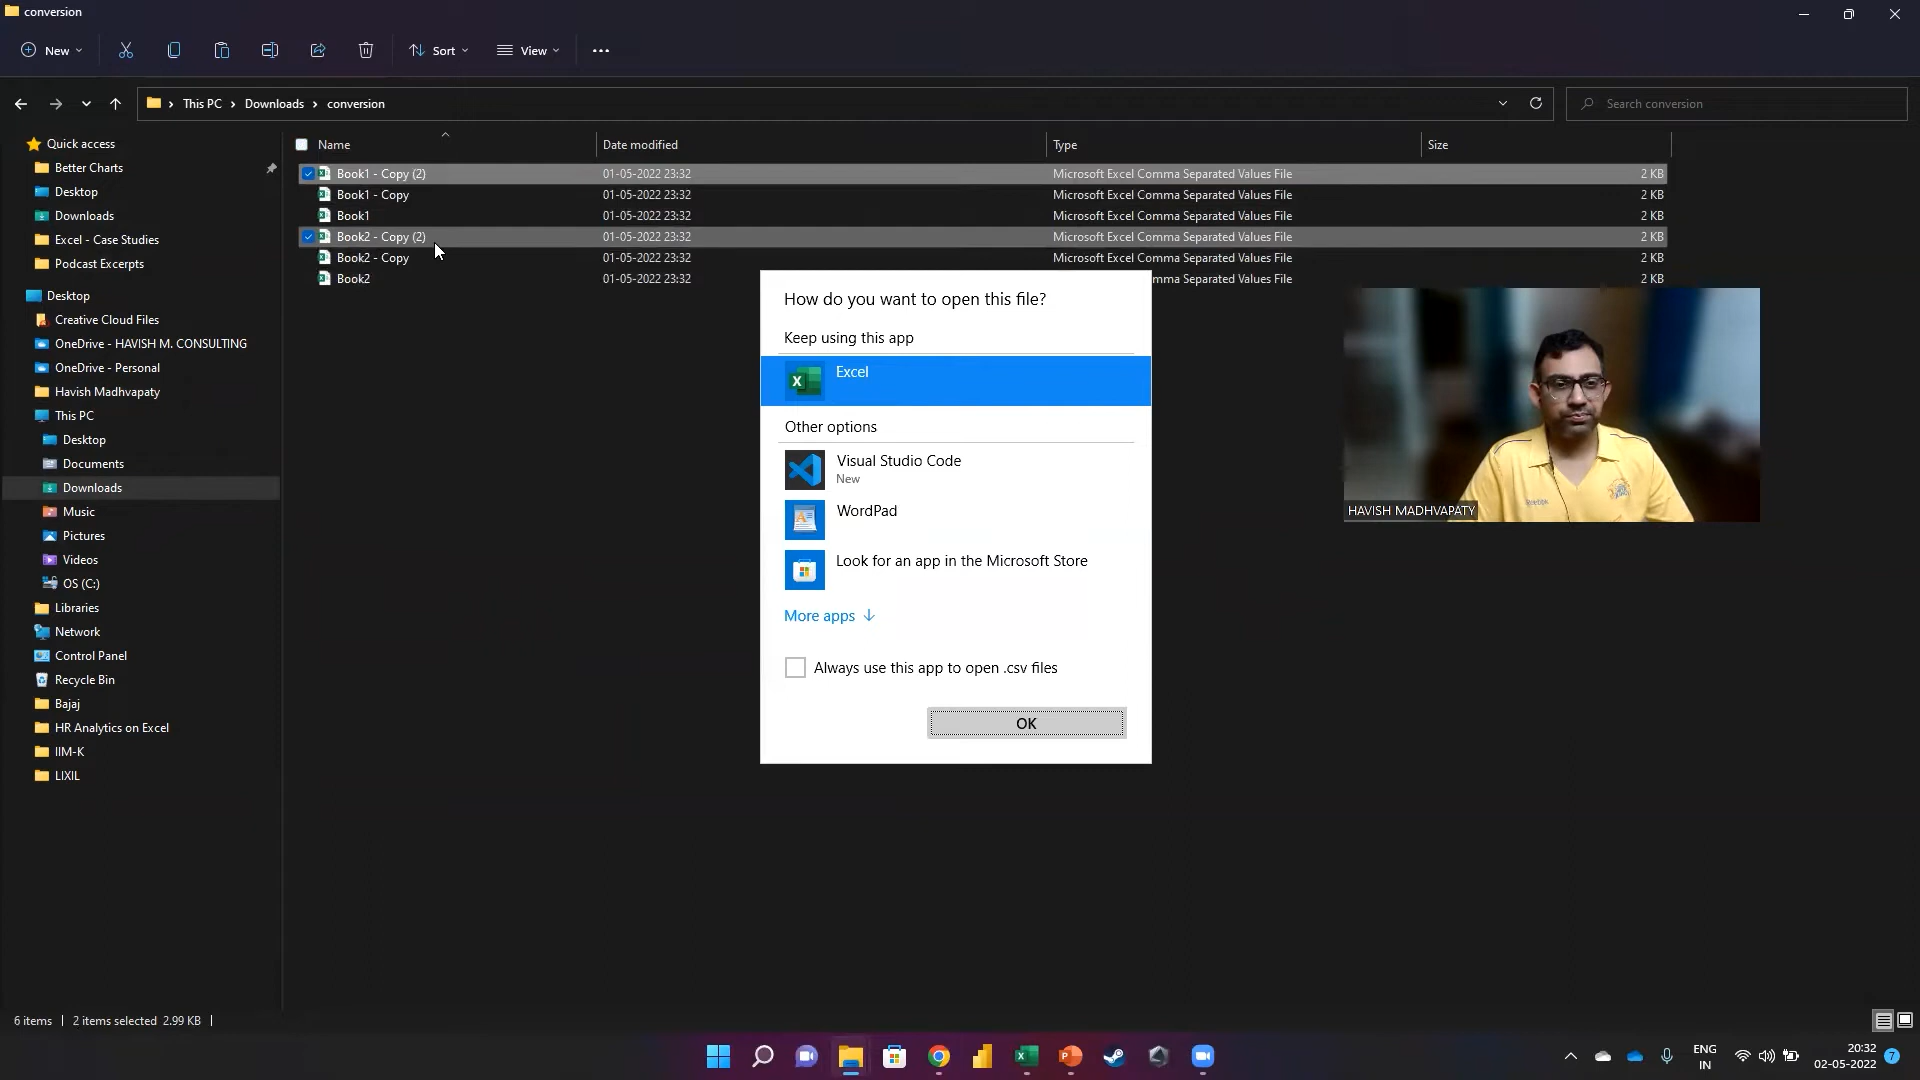 conversion
New
Sort
View
This PC
Downloads
conversion
Search conversion
Quick access
Better Charts
Desktop
Downloads
Excel - Case Studies
Podcast Excerpts
Desktop
Creative Cloud Files
OneDrive - HAVISH M. CONSULTING
OneDrive - Personal
Havish Madhvapaty
This PC
Desktop
Documents
Downloads
Music
Pictures
Videos
OS (C:)
Libraries
Network
Control Panel
Recycle Bin
Bajaj
HR Analytics on Excel
IIM-K
LIXIL
Name Date modified Type Size
Book1 - Copy (2) 01-05-2022 23:32 Microsoft Excel Comma Separated Values File 2 KB
Book1 - Copy 01-05-2022 23:32 Microsoft Excel Comma Separated Values File 2 KB
Book1 01-05-2022 23:32 Microsoft Excel Comma Separated Values File 2 KB
Book2 - Copy (2) 01-05-2022 23:32 Microsoft Excel Comma Separated Values File 2 KB
Book2 - Copy 01-05-2022 23:32 Microsoft Excel Comma Separated Values File 2 KB
Book2 01-05-2022 23:32 mma Separated Values File 2 KB
How do you want to open this file?
Keep using this app
Excel
Other options
Visual Studio Code
New
WordPad
Look for an app in the Microsoft Store
More apps
Always use this app to open .csv files
OK
HAVISH MADHVAPATY
6 items 2 items selected 2.99 KB
ENG
IN
20:32
02-05-2022
7